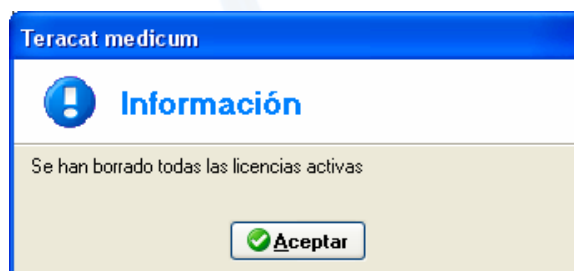 Teracat medicum
Información
Se han borrado todas las licencias activas
Aceptar